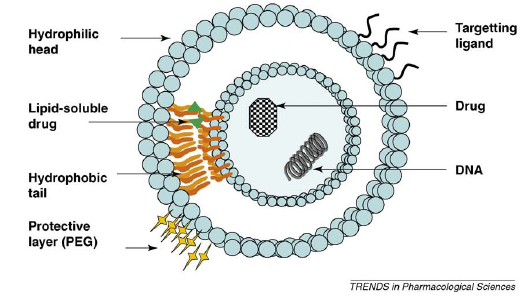 Hydrophilic
head
Targetting
ligand
Lipid-soluble
drug
Drug
Hydrophobic
tail
DNA
Protective
layer (PEG)
TRENDS in Pharmacological Sciences